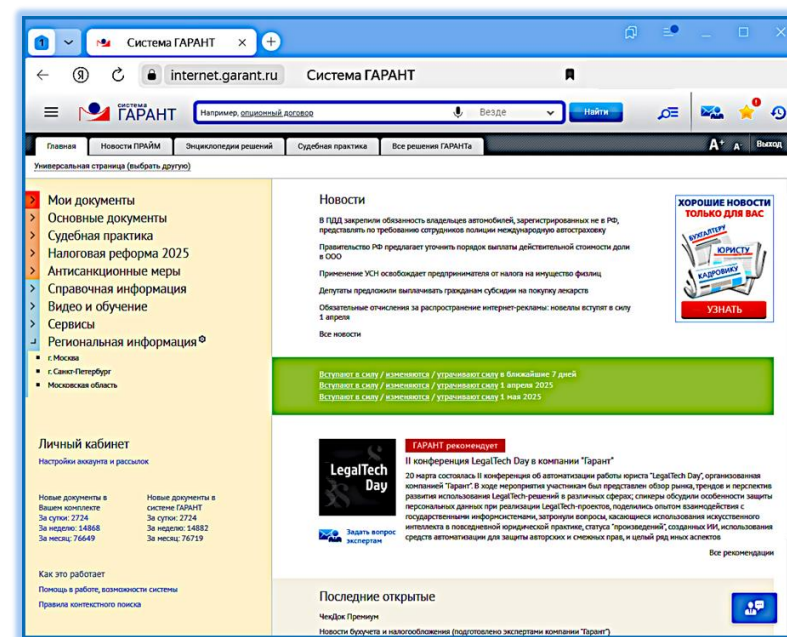 1
Система ГАРАНТ
Я
internet.garant.ru Система ГАРАНТ
система
ГАРАНТ
Например, опционный договор
Везде
Найти
Главная
Новости ПРАЙМ
Энциклопедия решений
Судебная практика
Все решения ГАРАНТа
А+ А- Выход
Универсальная страница (выбрать другую)
Мои документы
Основные документы
Судебная практика
Налоговая реформа 2025
Антисанкционные меры
Справочная информация
Видео и обучение
Сервисы
Региональная информация
г. Москва
г. Санкт-Петербург
Московская область
Личный кабинет
Настройки аккаунта и рассылок
Новые документы в
Вашем комплекте
За сутки: 2724
За неделю: 14868
За месяц: 76649
Новые документы в
системе ГАРАНТ
За сутки: 2724
За неделю: 14882
За месяц: 76719
Как это работает
Помощь в работе, возможности системы
Правила контекстного поиска
Новости
В ПДД закрепили обязанность владельцев автомобилей, зарегистрированных не в РФ,
представлять по требованию сотрудников полиции международную автостраховку
Правительство РФ предлагает уточнить порядок выплаты действительной стоимости доли
в ООО
Применение УСН освобождает предпринимателя от налога на имущество физлиц
Депутаты предложили выплачивать гражданам субсидии на покупку лекарств
Обязательные отчисления за распространение интернет-рекламы: новеллы вступят в силу
1 апреля
Все новости
ХОРОШИЕ НОВОСТИ
ТОЛЬКО ДЛЯ ВАС
БУХГАЛТЕРУ
ЮРИСТУ
КАДРОВИКУ
УЗНАТЬ
Вступают в силу / изменяются / утрачивают силу в ближайшие 7 дней
Вступают в силу / изменяются / утрачивают силу 1 апреля 2025
Вступают в силу / изменяются / утрачивают силу 1 мая 2025
LegalTech
Day
Задать вопрос
экспертам
ГАРАНТ рекомендует
II конференция LegalTech Day в компании "Гарант"
20 марта состоялась II конференция об автоматизации работы юриста "LegalTech Day", организованная
компанией "Гарант". В ходе мероприятия участникам был представлен обзор рынка, трендов и перспектив
развития использования LegalTech-решений в различных сферах; спикеры обсудили особенности защиты
персональных данных при реализации LegalTech-проектов, поделились опытом взаимодействия с
государственными информсистемами, затронули вопросы, касающиеся использования искусственного
интеллекта в повседневной юридической практике, статуса "произведений", созданных ИИ, использования
средств автоматизации для защиты авторских и смежных прав, и целый ряд иных аспектов
Все рекомендации
Последние открытые
ЧекДок Премиум
Новости бухучета и налогообложения (подготовлено экспертами компании "Гарант")